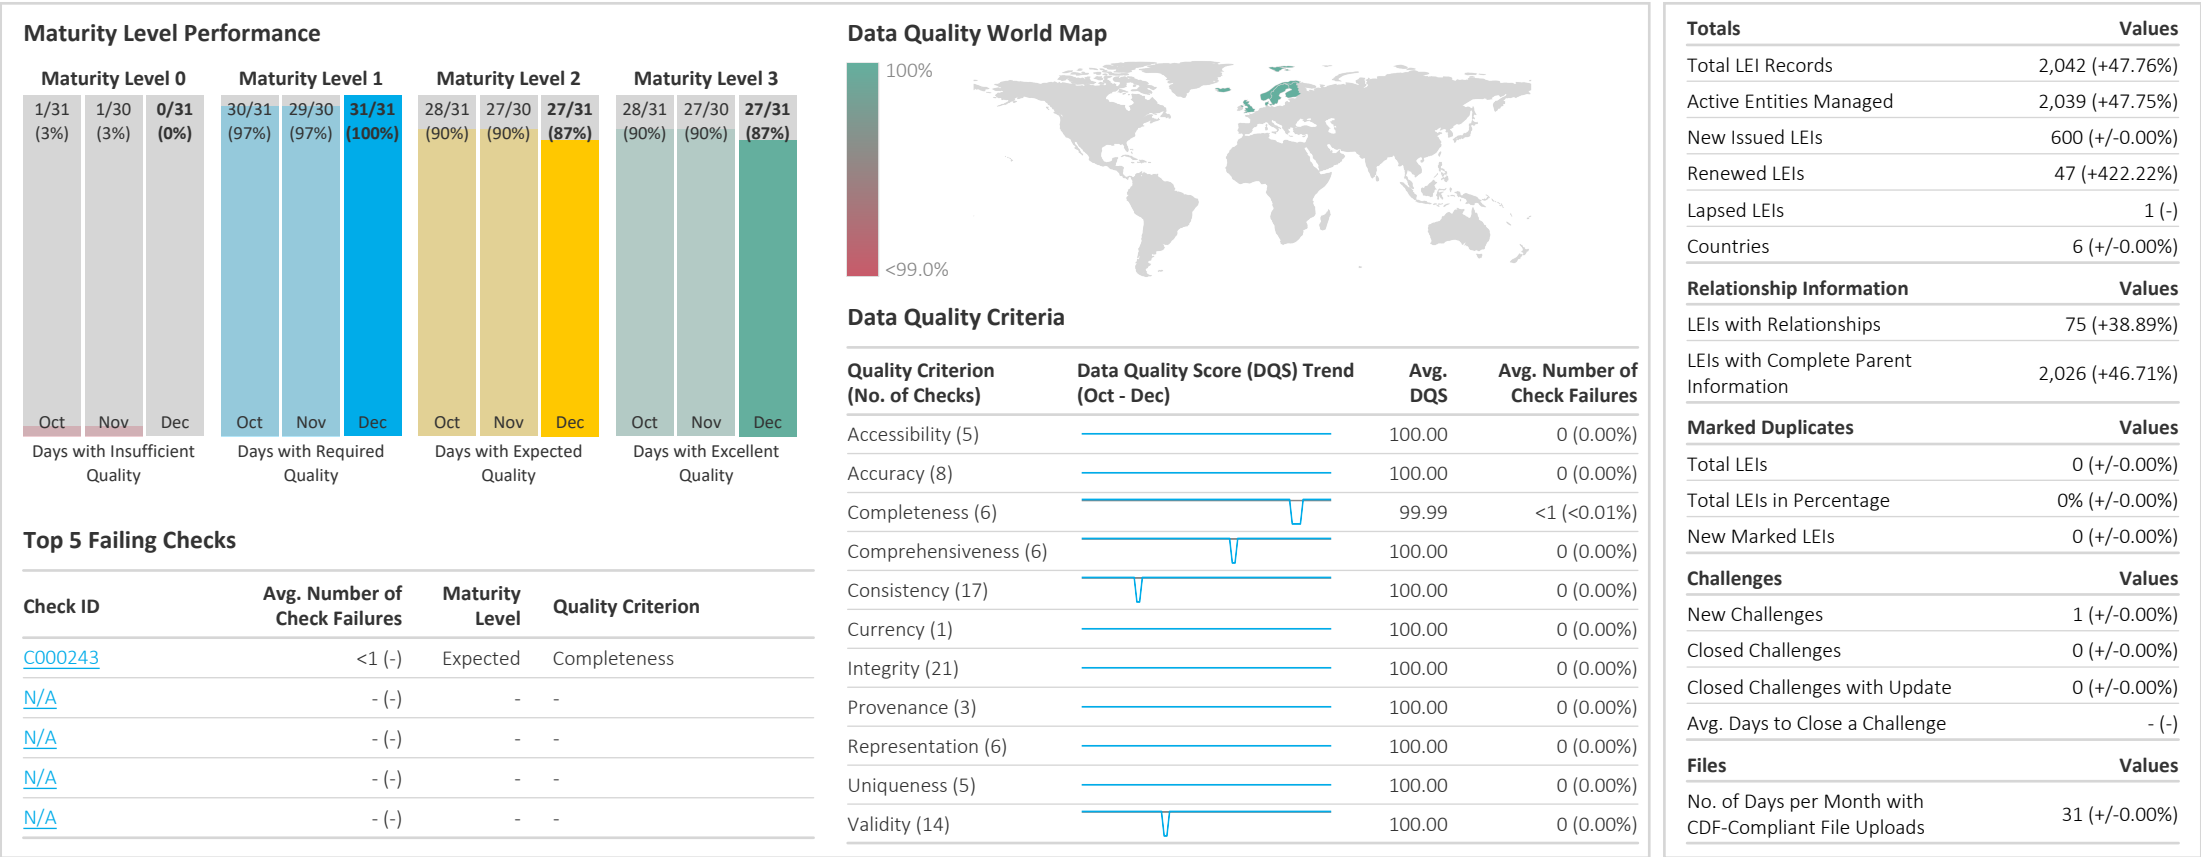 Maturity Level Performance
Maturity Level 0
Maturity Level 1
Maturity Level 2
Maturity Level 3
1/31 1/30 0/31
(3%) (3%) (0%)
30/31 29/30 31/31
(97%) (97%) (100%)
28/31 27/30 27/31
(90%) (90%) (87%)
28/31 27/30 27/31
(90%) (90%) (87%)
Oct Nov Dec
Oct Nov Dec
Oct Nov Dec
Oct Nov Dec
Days with Insufficient
Quality
Days with Required
Quality
Days with Expected
Quality
Days with Excellent
Quality
Top 5 Failing Checks
Check ID
Avg. Number of
Check Failures
Maturity
Level
Quality Criterion
C000243 <1 (-) Expected Completeness
N/A - (-) - -
N/A - (-) - -
N/A - (-) - -
N/A - (-) - -
Data Quality World Map
100%
<99.0%
Data Quality Criteria
Quality Criterion
(No. of Checks)
Data Quality Score (DQS) Trend
(Oct - Dec)
Avg.
DQS
Avg. Number of
Check Failures
Accessibility (5) 100.00 0 (0.00%)
Accuracy (8) 100.00 0 (0.00%)
Completeness (6) 99.99 <1 (<0.01%)
Comprehensiveness (6) 100.00 0 (0.00%)
Consistency (17) 100.00 0 (0.00%)
Currency (1) 100.00 0 (0.00%)
Integrity (21) 100.00 0 (0.00%)
Provenance (3) 100.00 0 (0.00%)
Representation (6) 100.00 0 (0.00%)
Uniqueness (5) 100.00 0 (0.00%)
Validity (14) 100.00 0 (0.00%)
Totals Values
Total LEI Records 2,042 (+47.76%)
Active Entities Managed 2,039 (+47.75%)
New Issued LEIs 600 (+/-0.00%)
Renewed LEIs 47 (+422.22%)
Lapsed LEIs 1 (-)
Countries 6 (+/-0.00%)
Relationship Information Values
LEIs with Relationships 75 (+38.89%)
LEIs with Complete Parent
Information 2,026 (+46.71%)
Marked Duplicates Values
Total LEIs 0 (+/-0.00%)
Total LEIs in Percentage 0% (+/-0.00%)
New Marked LEIs 0 (+/-0.00%)
Challenges Values
New Challenges 1 (+/-0.00%)
Closed Challenges 0 (+/-0.00%)
Closed Challenges with Update 0 (+/-0.00%)
Avg. Days to Close a Challenge - (-)
Files Values
No. of Days per Month with
CDF-Compliant File Uploads 31 (+/-0.00%)